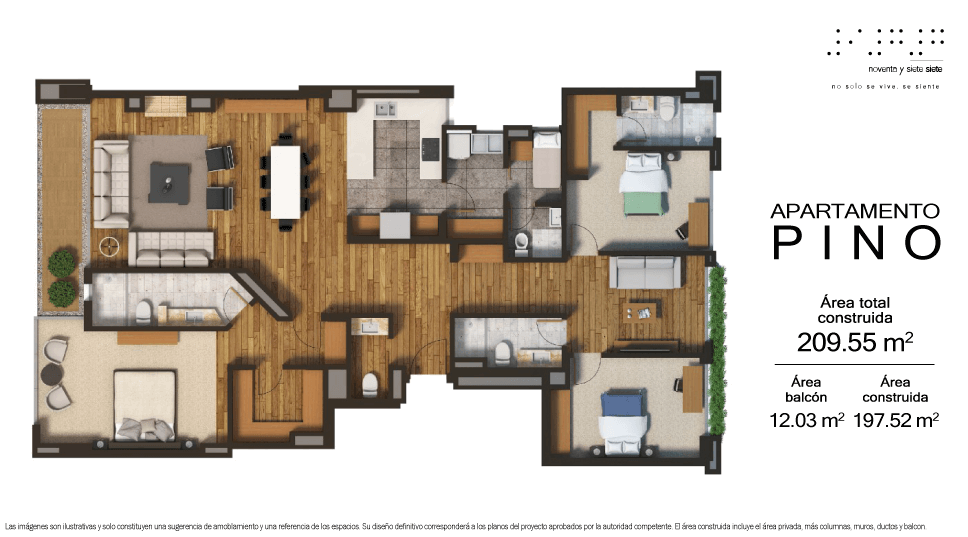 noventa y siete siete
no solo se vive, se siente
APARTAMENTO
PINO
Área total
construida
209.55 m²
Área
balcón
12.03 m²
Área
construida
197.52 m²
Las imágenes son ilustrativas y solo constituyen una sugerencia de amoblamiento y una referencia de los espacios. Su diseño definitivo corresponderá a los planos del proyecto aprobados por la autoridad competente. El área construida incluye el área privada, más columnas, muros, ductos y balcon.